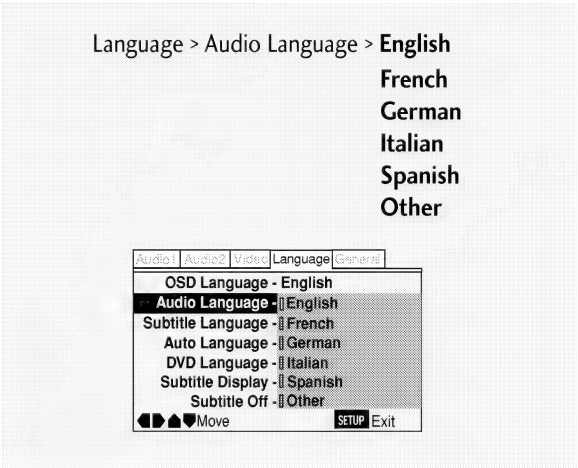 Language > Audio Language > English
French
German
Italian
Spanish
Other
Audio1 Audio2 Video Language General
OSD Language - English
Audio Language - English
Subtitle Language - French
Auto Language - German
DVD Language - Italian
Subtitle Display - Spanish
Subtitle Off - Other
Move SETUP Exit